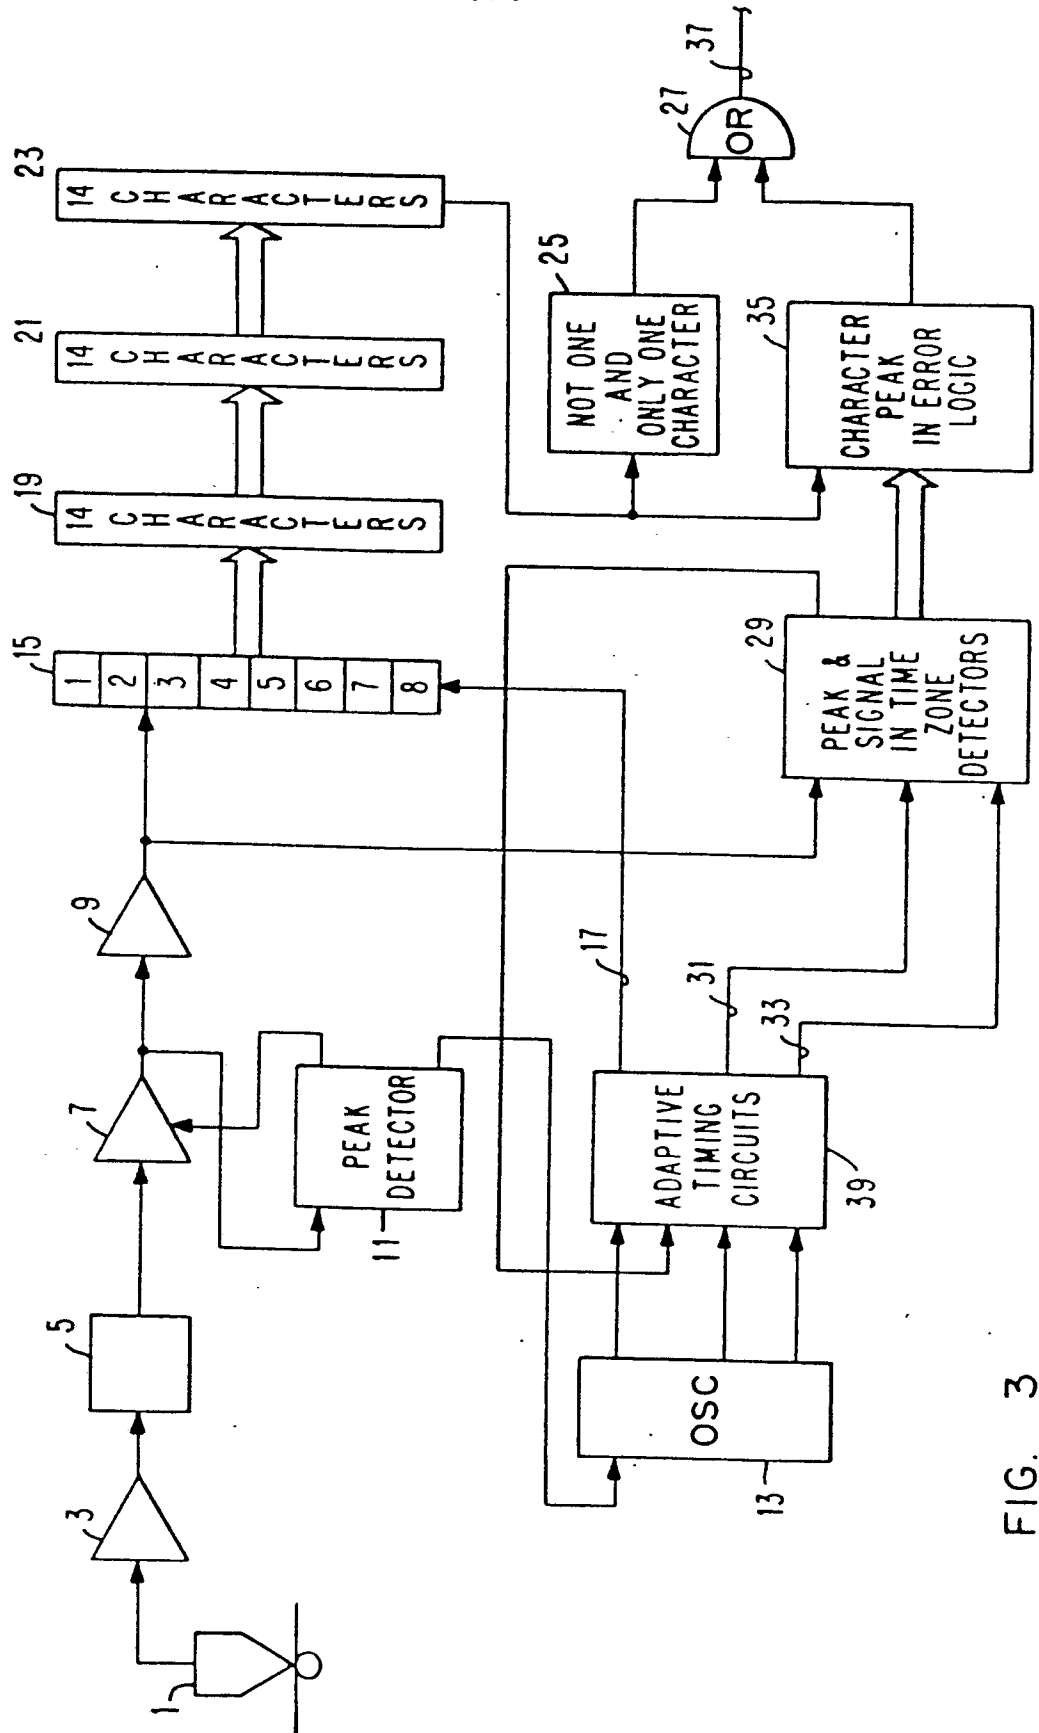 1
3
5
7
9
15
1
2
3
4
5
6
7
8
19
14 CHARACTERS
21
14 CHARACTERS
23
14 CHARACTERS
PEAK
DETECTOR
11
OSC
13
ADAPTIVE
TIMING
CIRCUITS
39
17
31
33
PEAK &
SIGNAL
IN TIME
ZONE
DETECTORS
29
NOT ONE
AND
ONLY ONE
CHARACTER
25
CHARACTER
PEAK
IN ERROR
LOGIC
35
OR
27
37
FIG. 3